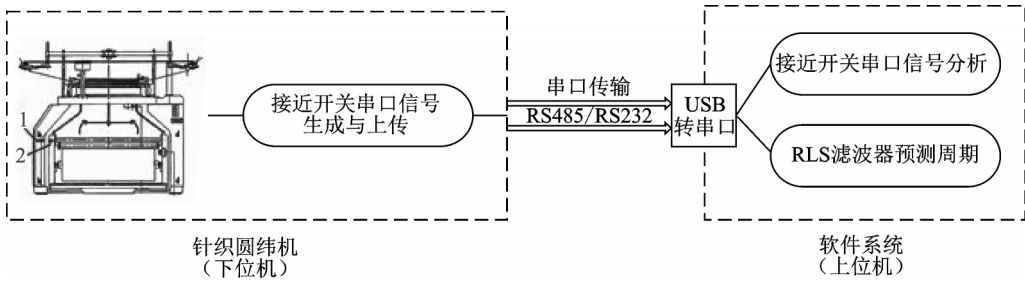 1
2
接近开关串口信号
生成与上传
串口传输
RS485/RS232
USB
转串口
接近开关串口信号分析
RLS滤波器预测周期
针织圆纬机
（下位机）
软件系统
（上位机）